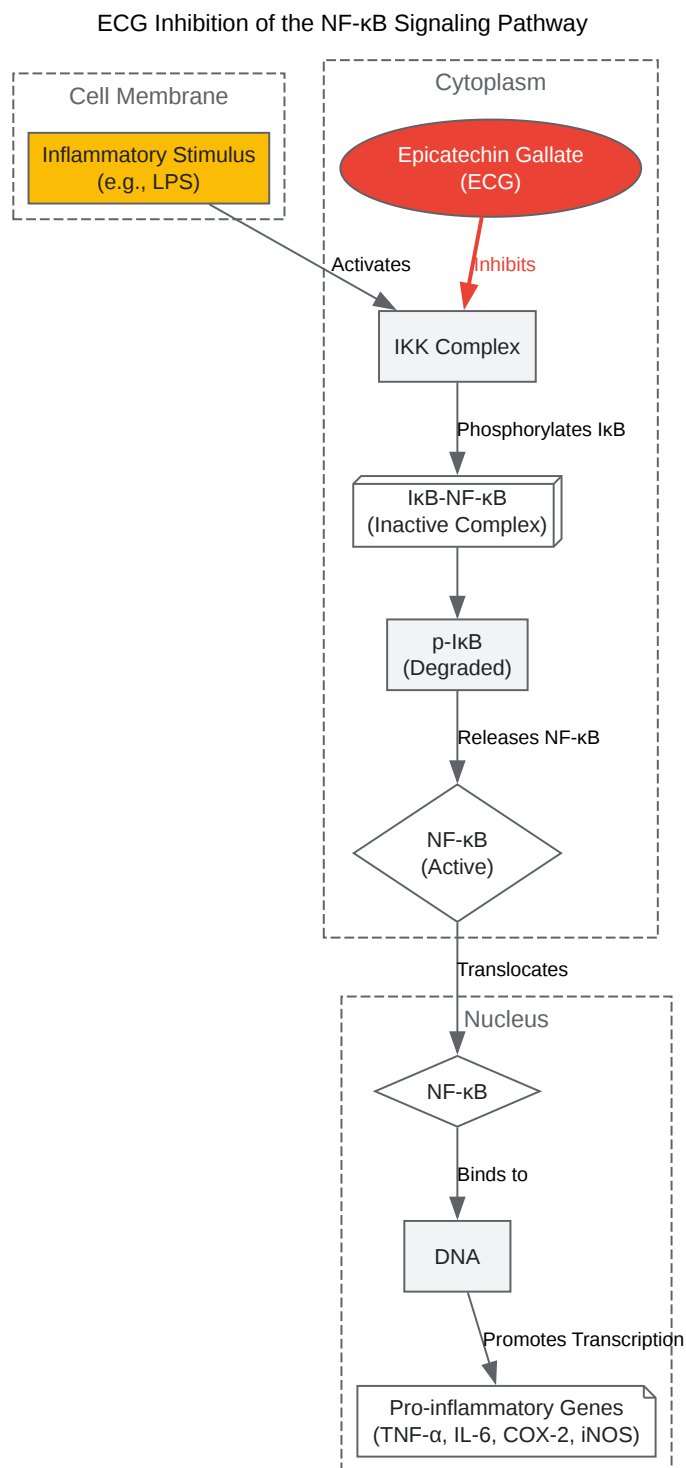 ECG Inhibition of the NF-κB Signaling Pathway
Cell Membrane
Inflammatory Stimulus
(e.g., LPS)
Cytoplasm
Epicatechin Gallate
(ECG)
Activates
Inhibits
IKK Complex
Phosphorylates IκB
IκB-NF-κB
(Inactive Complex)
p-IκB
(Degraded)
Releases NF-κB
NF-κB
(Active)
Translocates
Nucleus
NF-κB
Binds to
DNA
Promotes Transcription
Pro-inflammatory Genes
(TNF-α, IL-6, COX-2, iNOS)